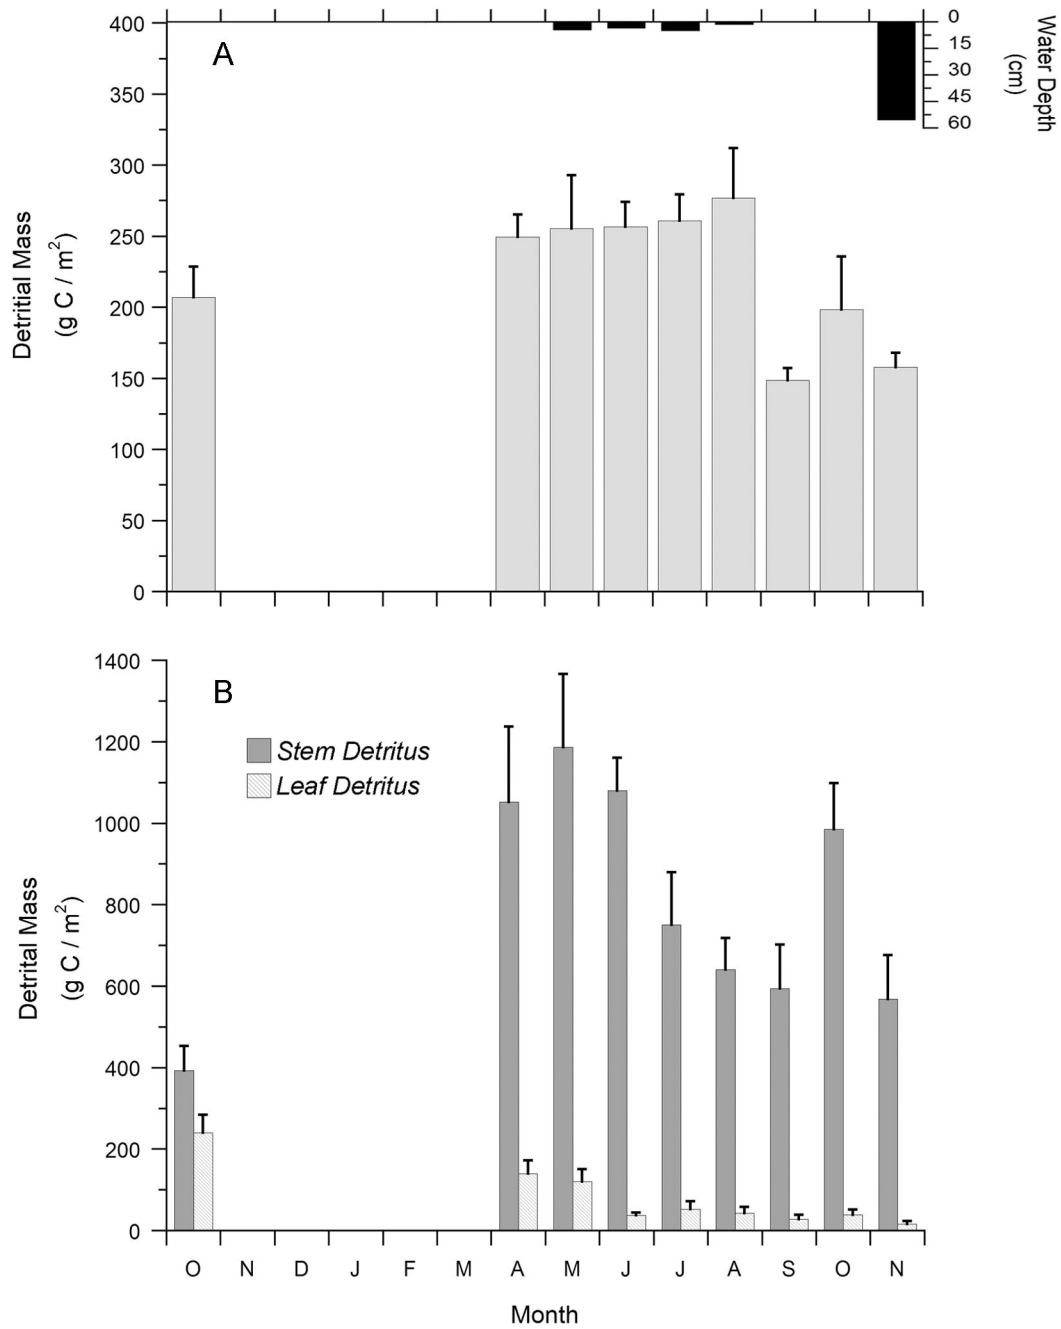 A
400
350
300
250
200
150
100
50
0
Detritial Mass
(g C / m²)
0
15
30
45
60
Water Depth
(cm)
B
1400
1200
1000
800
600
400
200
0
Detrital Mass
(g C / m²)
Stem Detritus
Leaf Detritus
O N D J F M A M J J A S O N
Month